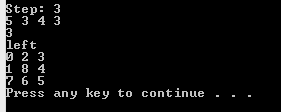 Step: 3
5 3 4 3
3
left
0 2 3
1 8 4
7 6 5
Press any key to continue . . .